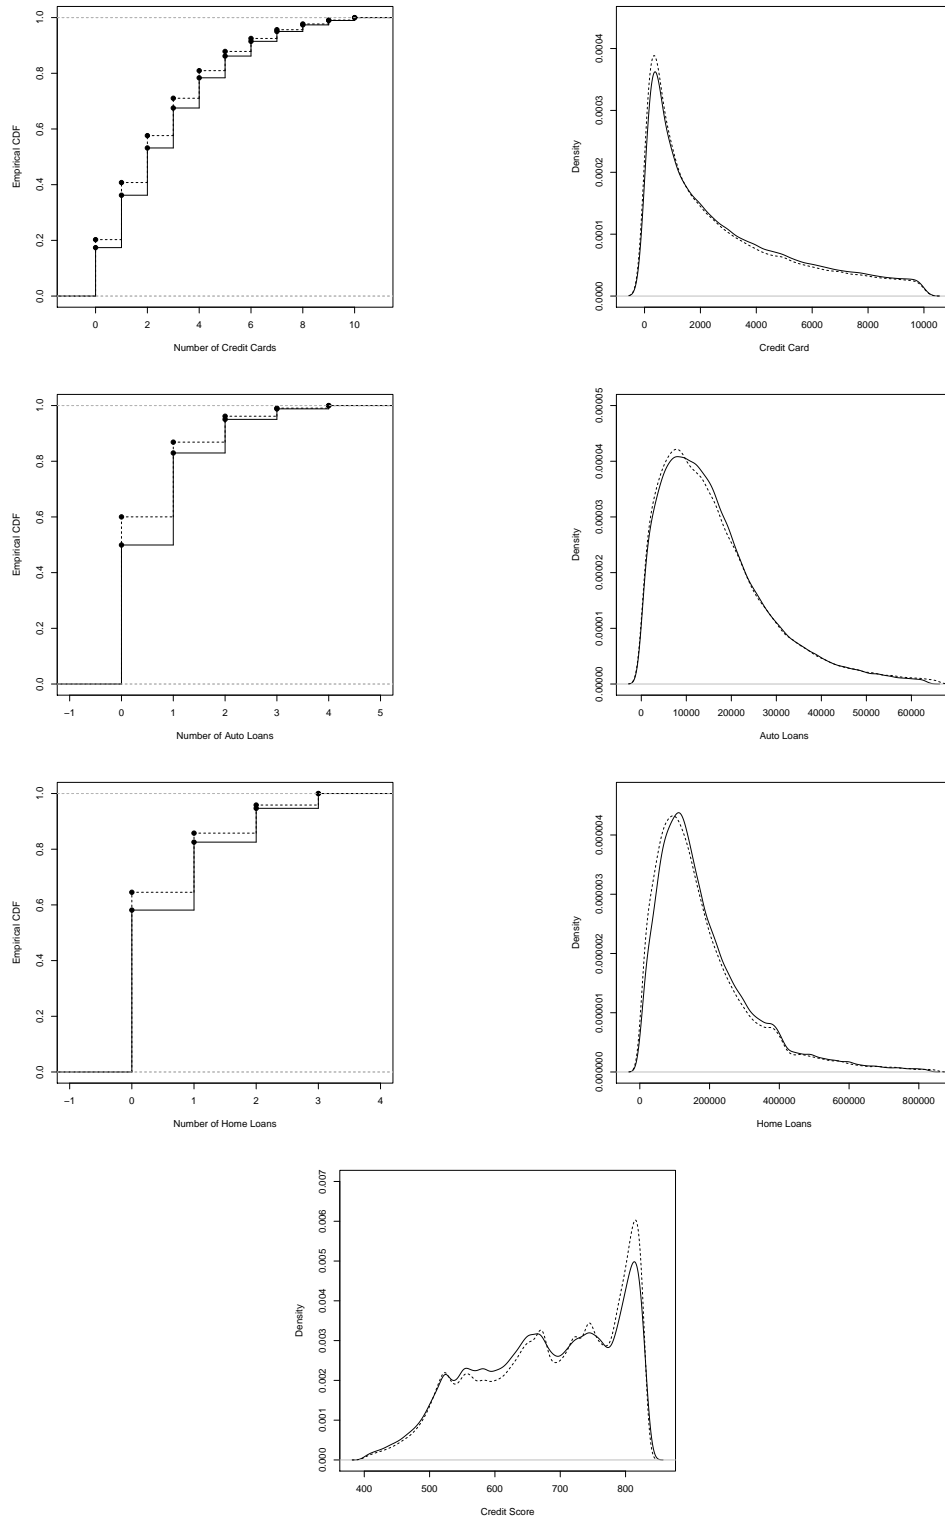 1.0
0.8
0.6
0.4
0.2
0.0
Empirical CDF
0 2 4 6 8 10
Number of Credit Cards
0.0004
0.0003
0.0002
0.0001
0.0000
Density
0 2000 4000 6000 8000 10000
Credit Card
1.0
0.8
0.6
0.4
0.2
0.0
Empirical CDF
−1 0 1 2 3 4 5
Number of Auto Loans
0.00005
0.00004
0.00003
0.00002
0.00001
0.00000
Density
0 10000 20000 30000 40000 50000 60000
Auto Loans
1.0
0.8
0.6
0.4
0.2
0.0
Empirical CDF
−1 0 1 2 3 4
Number of Home Loans
0.000004
0.000003
0.000002
0.000001
0.000000
Density
0 200000 400000 600000 800000
Home Loans
0.007
0.006
0.005
0.004
0.003
0.002
0.001
0.000
Density
400 500 600 700 800
Credit Score